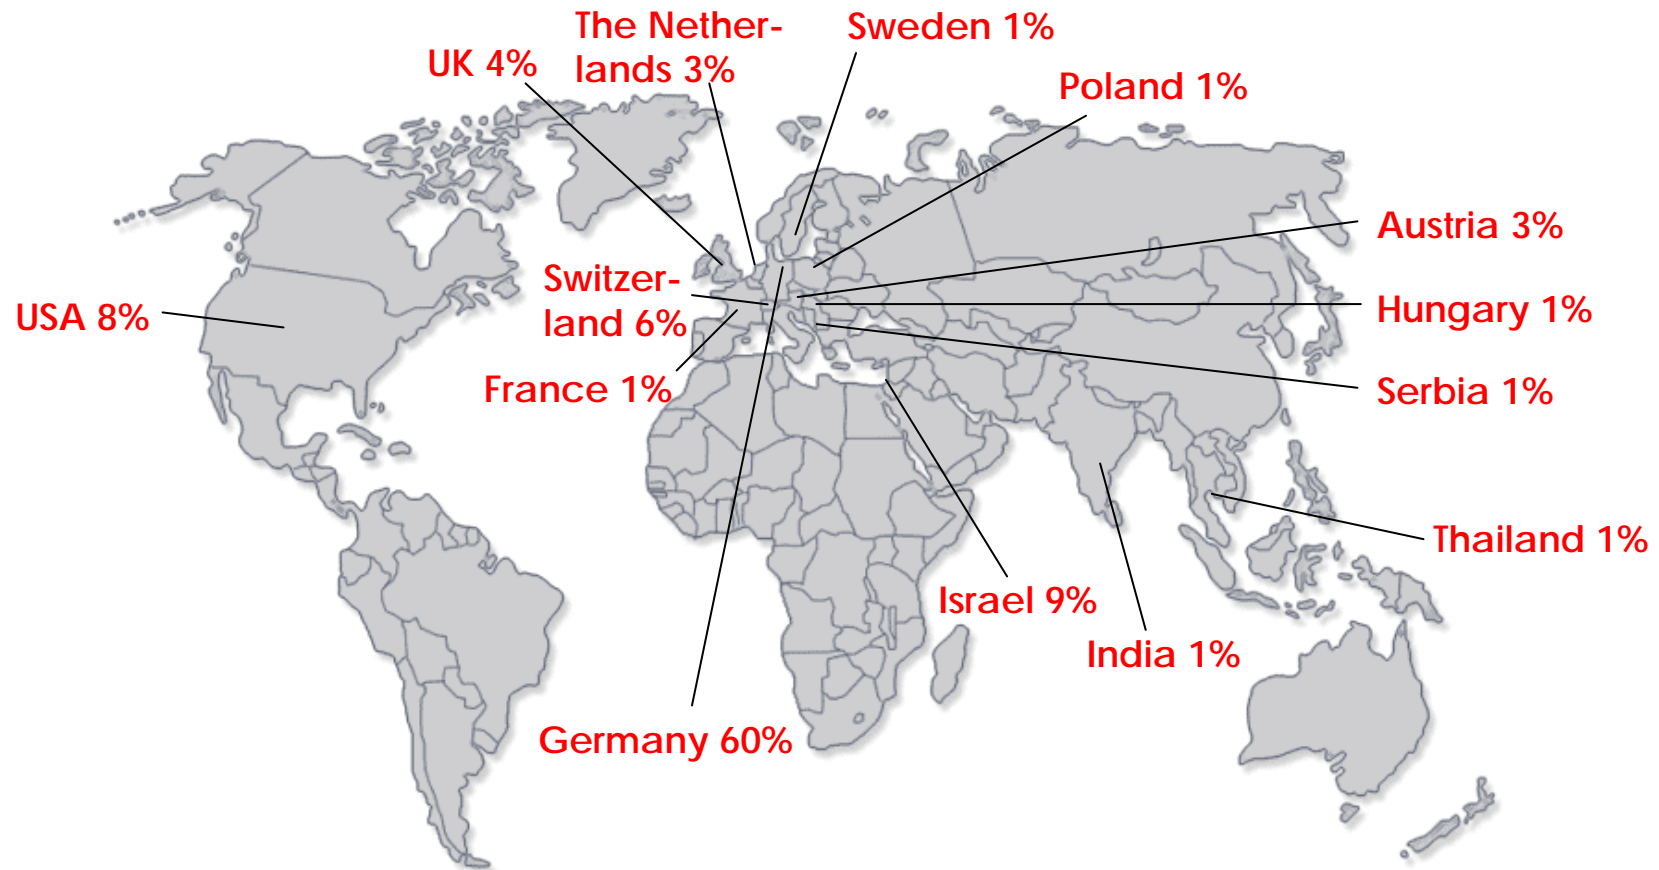 The Nether-
lands 3%
Sweden 1%
UK 4%
Poland 1%
Austria 3%
Switzer-
land 6%
USA 8%
Hungary 1%
France 1%
Serbia 1%
Thailand 1%
Israel 9%
India 1%
Germany 60%